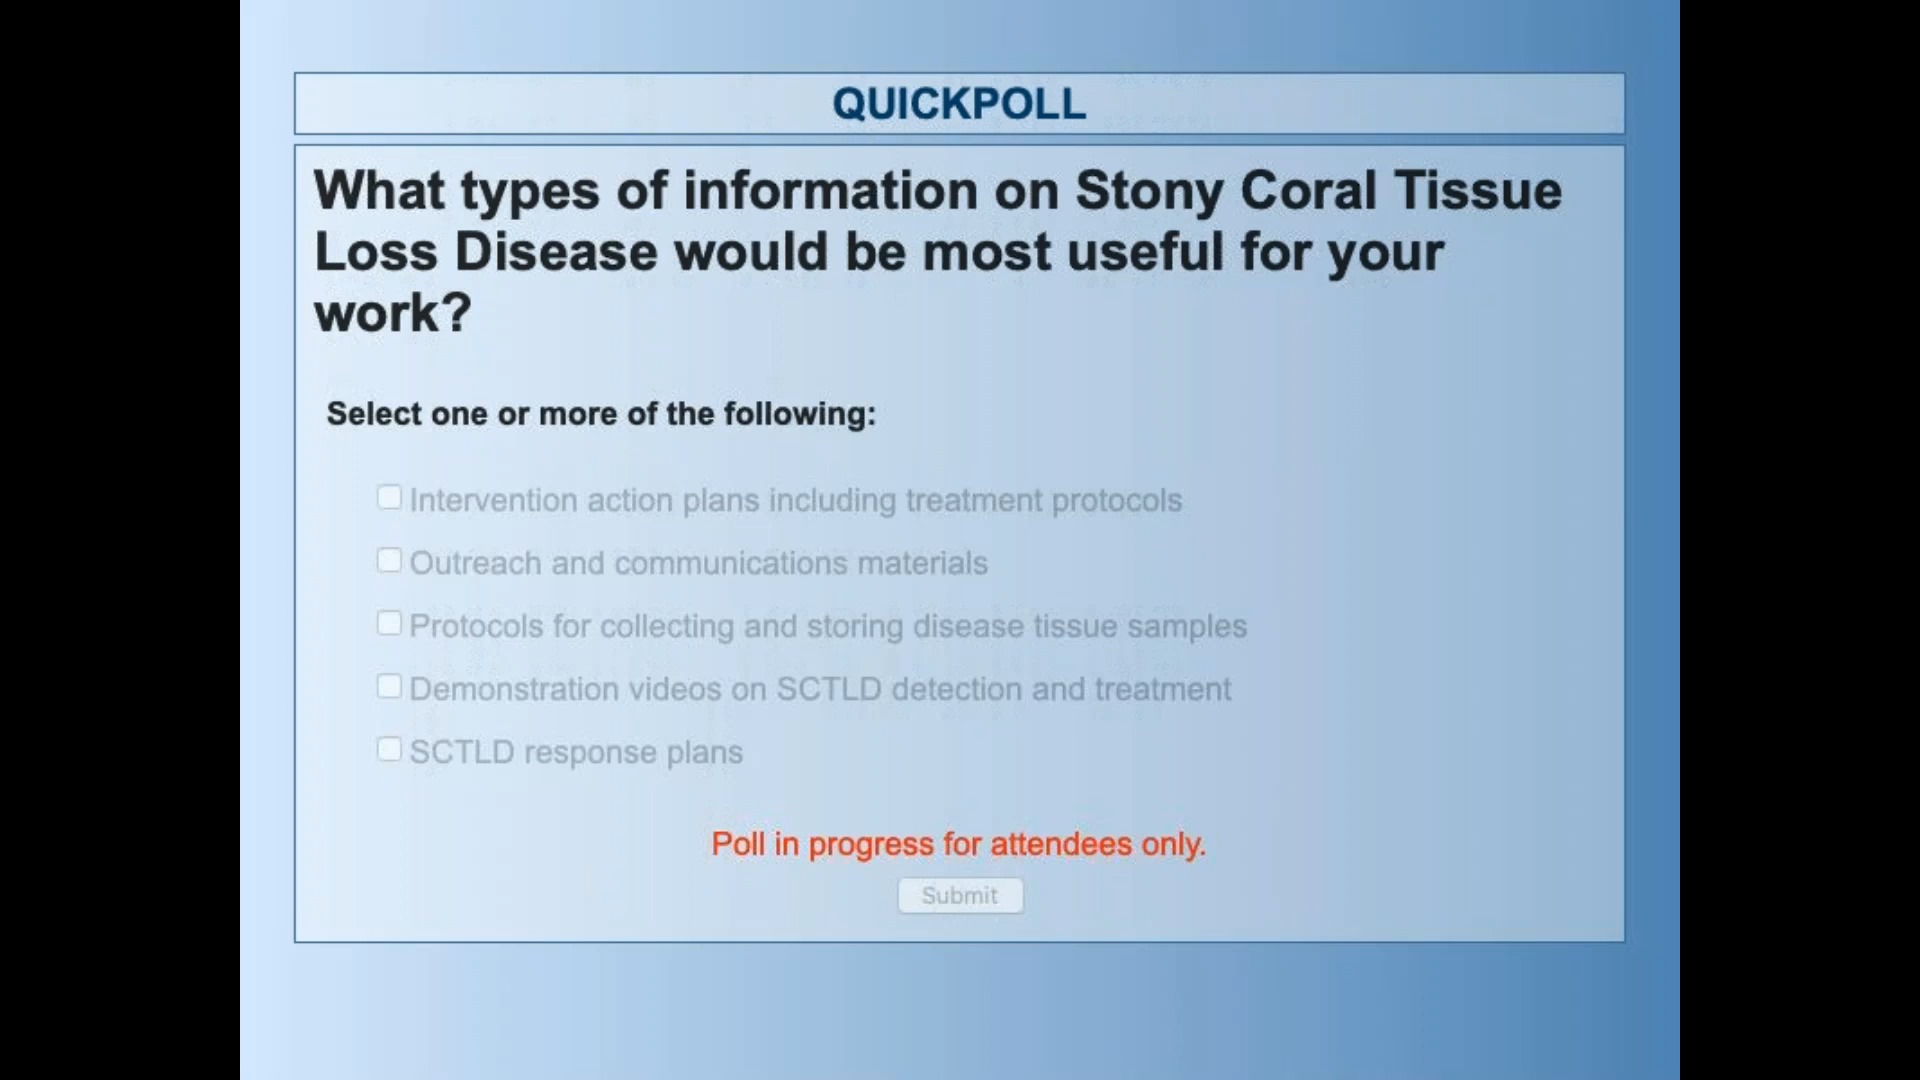 QUICKPOLL
What types of information on Stony Coral Tissue
Loss Disease would be most useful for your
work?
Select one or more of the following:
Intervention action plans including treatment protocols
Outreach and communications materials
Protocols for collecting and storing disease tissue samples
Demonstration videos on SCTLD detection and treatment
SCTLD response plans
Poll in progress for attendees only.
Submit